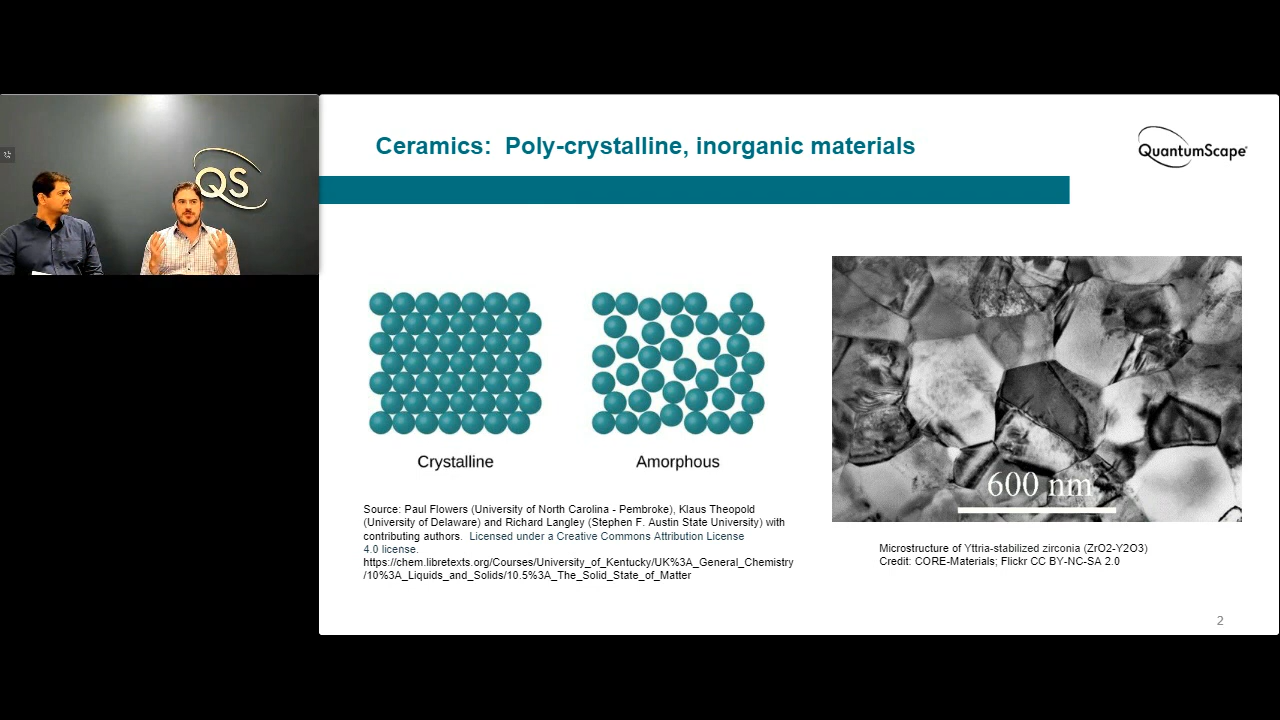 QS
Ceramics:  Poly-crystalline, inorganic materials
QuantumScape
Crystalline
Amorphous
600 nm
Source: Paul Flowers (University of North Carolina - Pembroke), Klaus Theopold
(University of Delaware) and Richard Langley (Stephen F. Austin State University) with
contributing authors.  Licensed under a Creative Commons Attribution License
4.0 license.
https://chem.libretexts.org/Courses/University_of_Kentucky/UK%3A_General_Chemistry
/10%3A_Liquids_and_Solids/10.5%3A_The_Solid_State_of_Matter
Microstructure of Yttria-stabilized zirconia (ZrO2-Y2O3)
Credit: CORE-Materials; Flickr CC BY-NC-SA 2.0
2